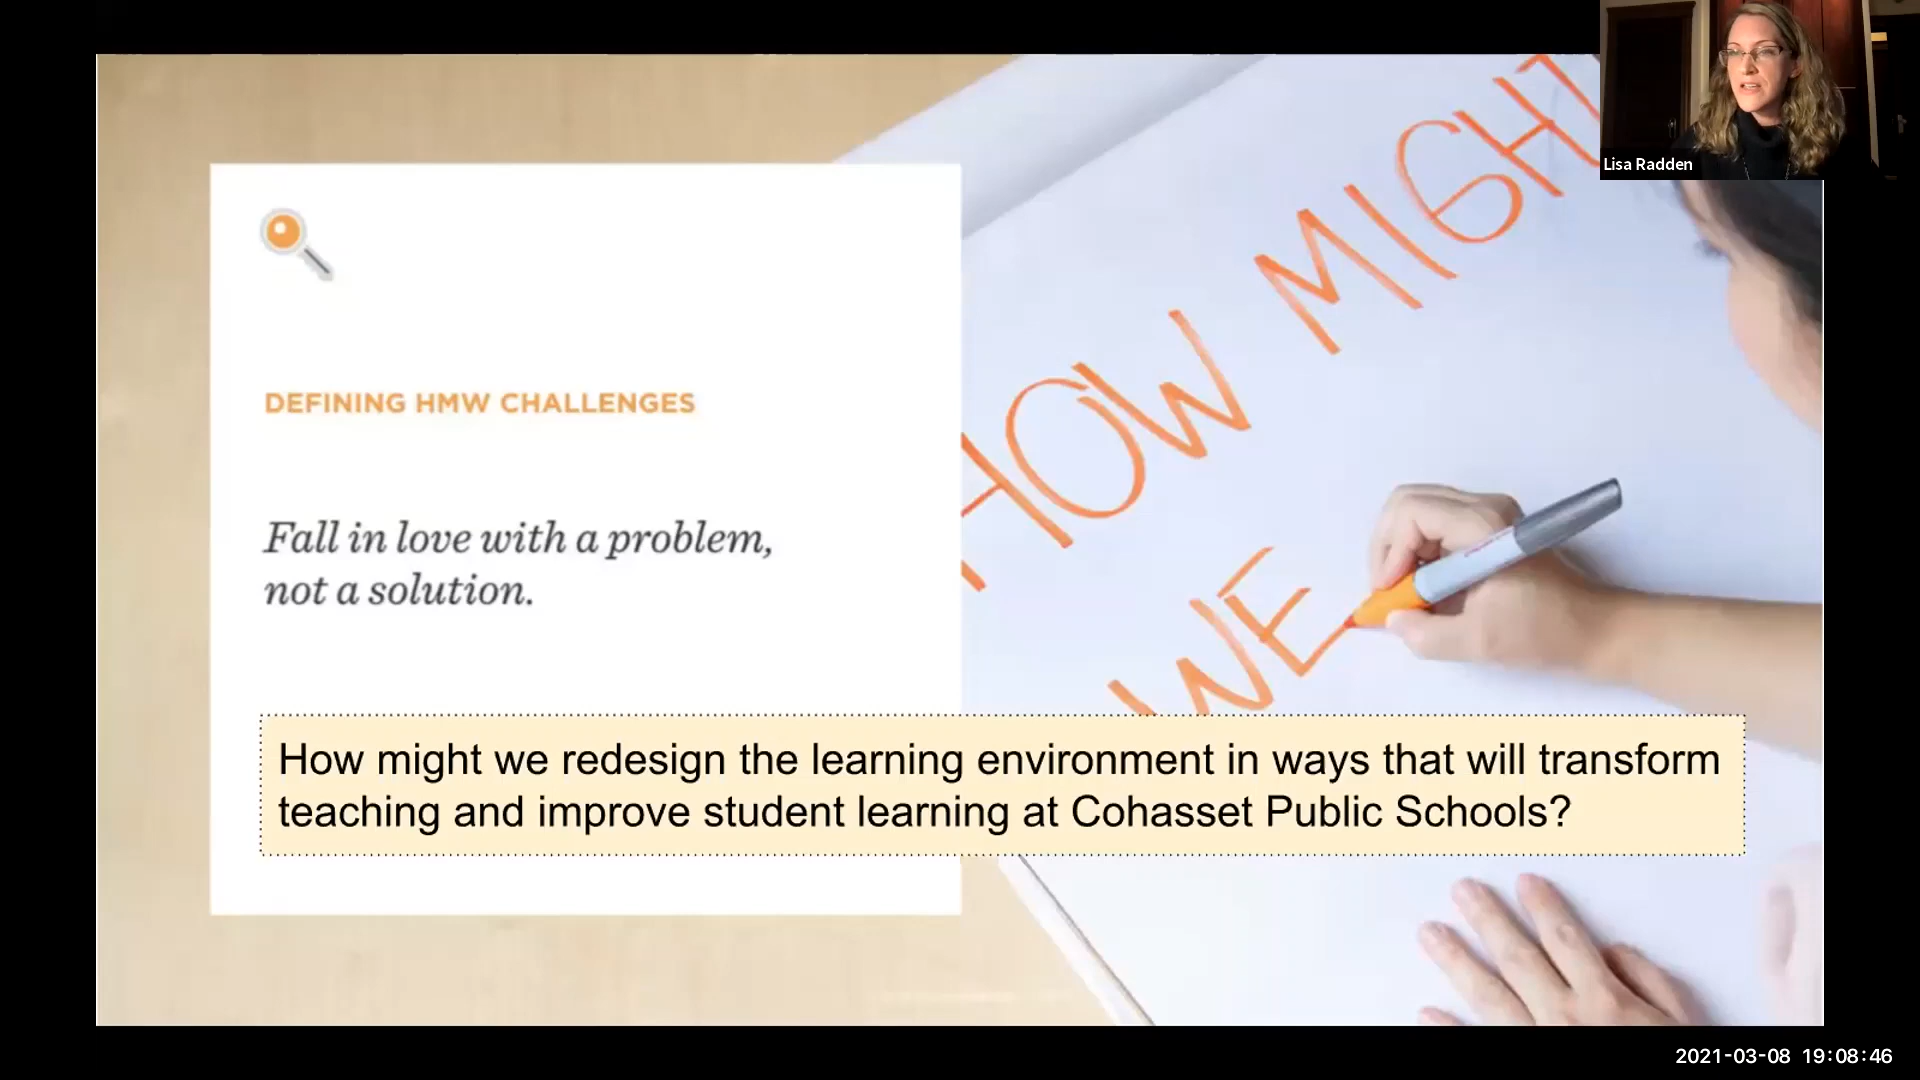 Lisa Radden
DEFINING HMW CHALLENGES
Fall in love with a problem,
not a solution.
HOW MIGHT
WE
How might we redesign the learning environment in ways that will transform
teaching and improve student learning at Cohasset Public Schools?
2021-03-08 19:08:46